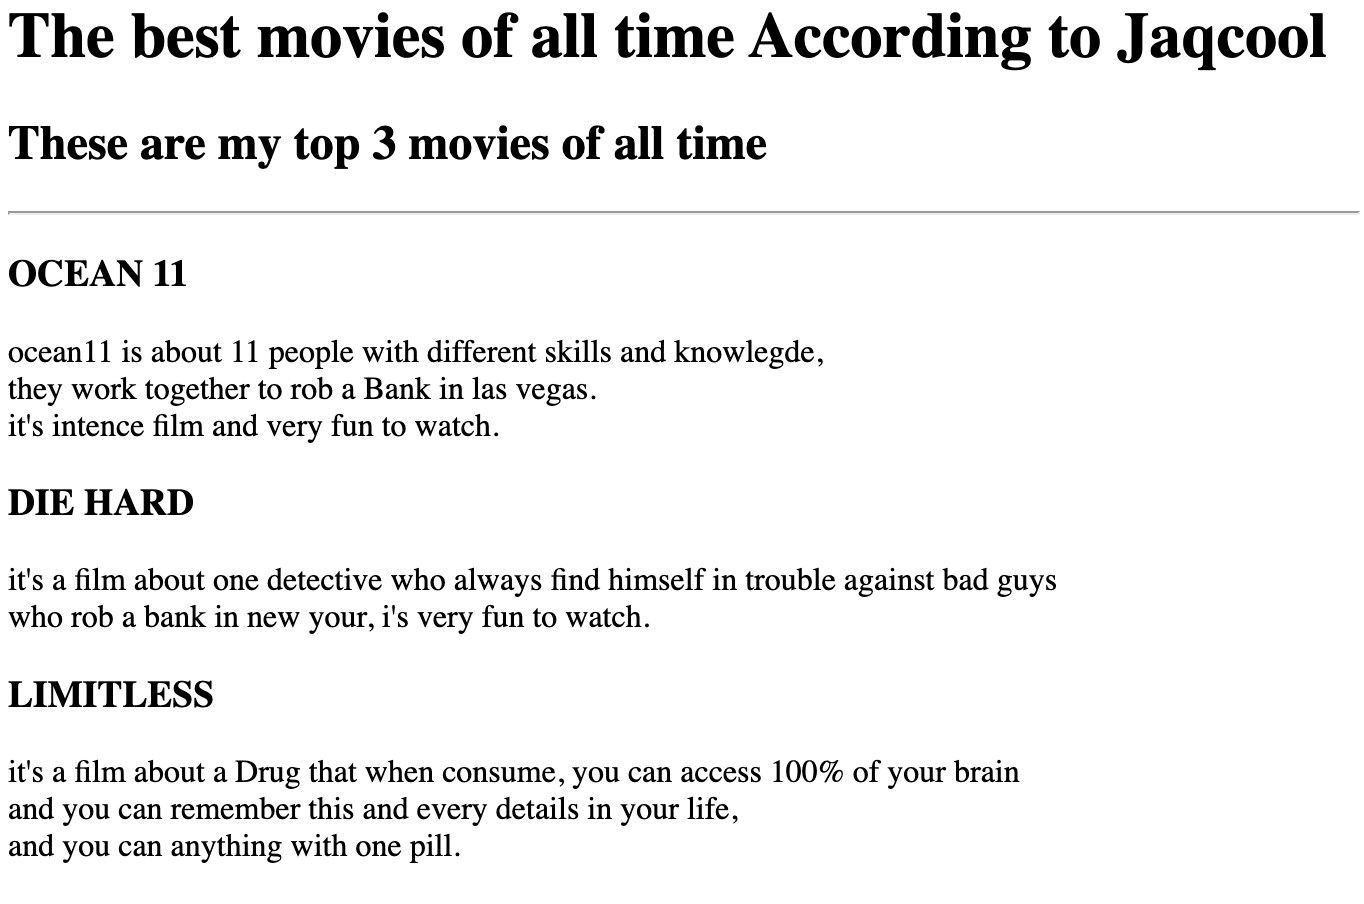 The best movies of all time According to Jaqcool
These are my top 3 movies of all time
OCEAN 11
ocean11 is about 11 people with different skills and knowlegde,
they work together to rob a Bank in las vegas.
it's intence film and very fun to watch.
DIE HARD
it's a film about one detective who always find himself in trouble against bad guys
who rob a bank in new your, i's very fun to watch.
LIMITLESS
it's a film about a Drug that when consume, you can access 100% of your brain
and you can remember this and every details in your life,
and you can anything with one pill.